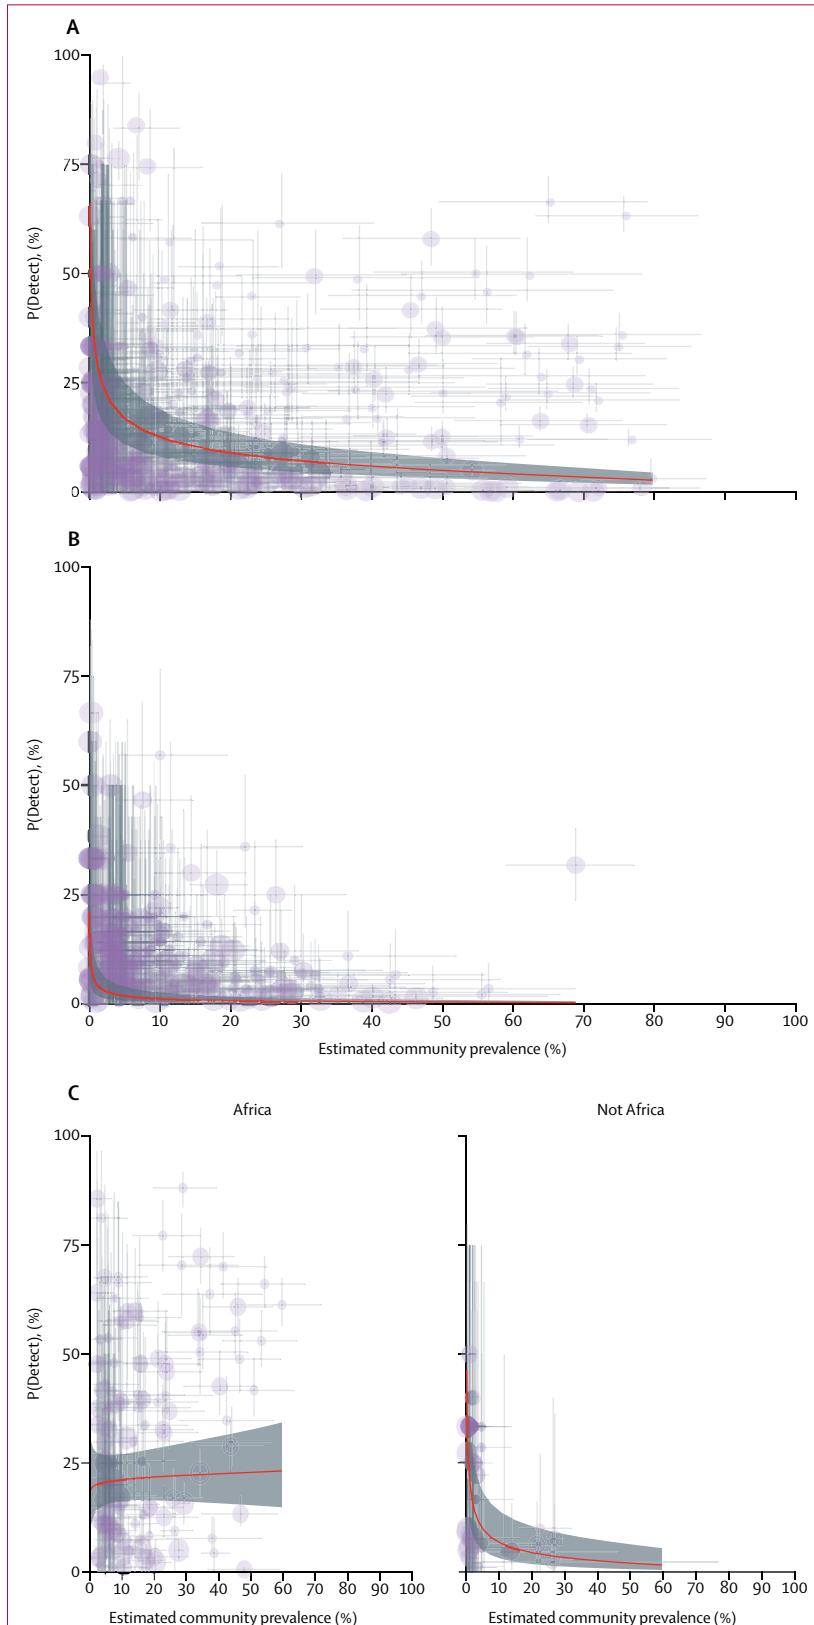 A
100
75
50
25
0
P(Detect), (%)
B
100
75
50
25
0
P(Detect), (%)
0 10 20 30 40 50 60 70 80 90 100
Estimated community prevalence (%)
C
Africa Not Africa
100
75
50
25
0
P(Detect), (%)
0 10 20 30 40 50 60 70 80 90 100 0 10 20 30 40 50 60 70 80 90 100
Estimated community prevalence (%) Estimated community prevalence (%)